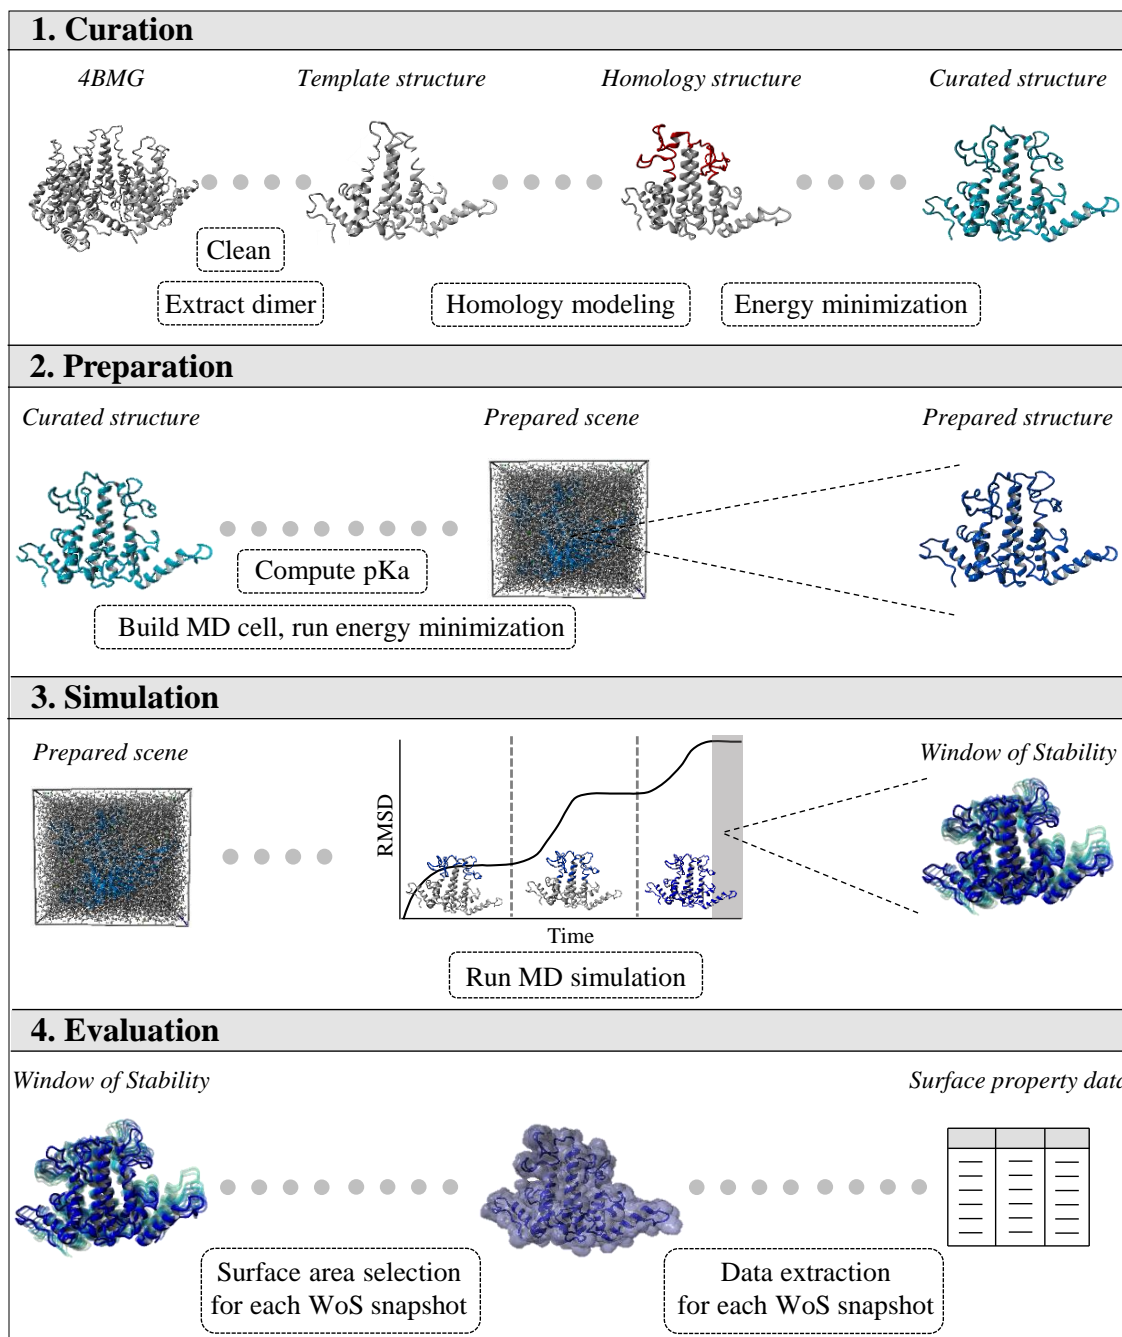 1. Curation
4BMG
Template structure
Homology structure
Curated structure
Clean
Extract dimer
Homology modeling
Energy minimization
2. Preparation
Curated structure
Prepared scene
Prepared structure
Compute pKa
Build MD cell, run energy minimization
3. Simulation
Prepared scene
Window of Stability
RMSD
Time
Run MD simulation
4. Evaluation
Window of Stability
Surface property data
Surface area selection
for each WoS snapshot
Data extraction
for each WoS snapshot